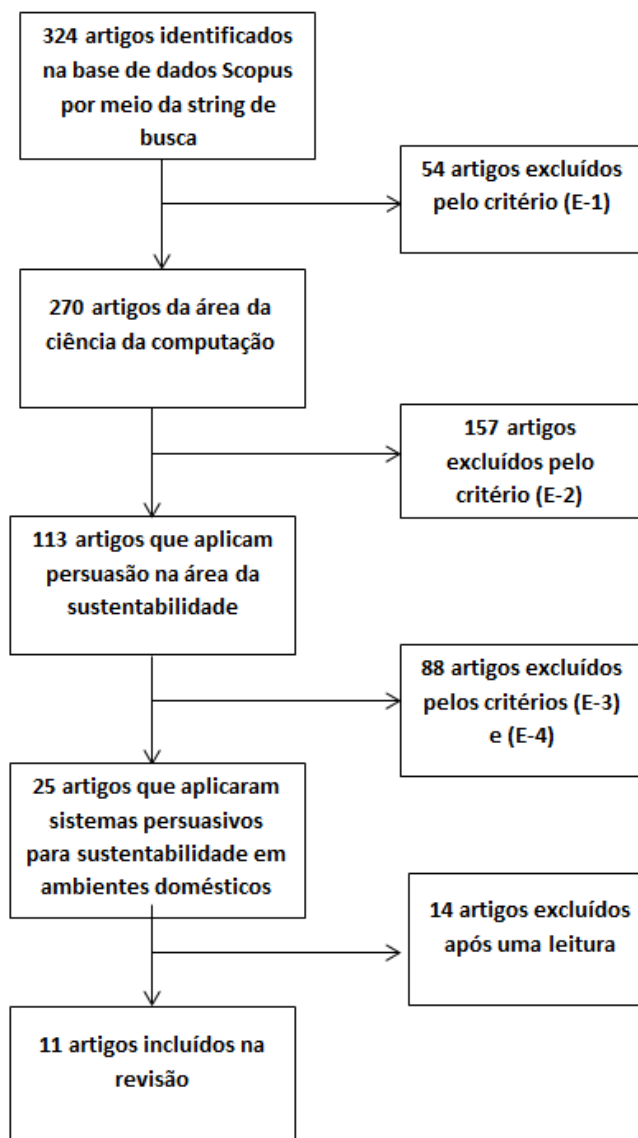 324 artigos identificados
na base de dados Scopus
por meio da string de
busca
54 artigos excluídos
pelo critério (E-1)
270 artigos da área da
ciência da computação
157 artigos
excluídos pelo
critério (E-2)
113 artigos que aplicam
persuasão na área da
sustentabilidade
88 artigos excluídos
pelos critérios (E-3)
e (E-4)
25 artigos que aplicaram
sistemas persuasivos
para sustentabilidade em
ambientes domésticos
14 artigos excluídos
após uma leitura
11 artigos incluídos na
revisão